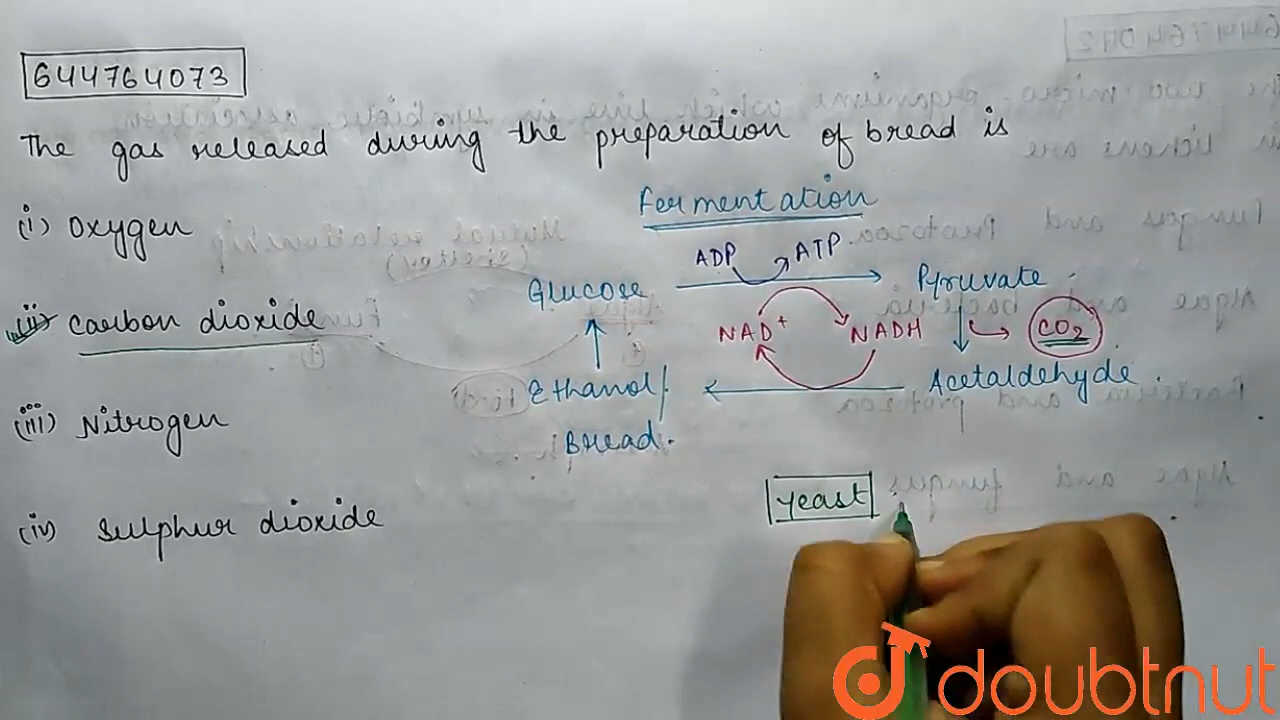 644764073
The gas released during the preparation of bread is
(i) Oxygen
(ii) Carbon dioxide
(iii) Nitrogen
(iv) Sulphur dioxide
Fermentation
ADP ATP
Glucose Pyruvate
NAD+ NADH CO2
Ethanol/ Acetaldehyde
Bread.
yeast
doubtnut